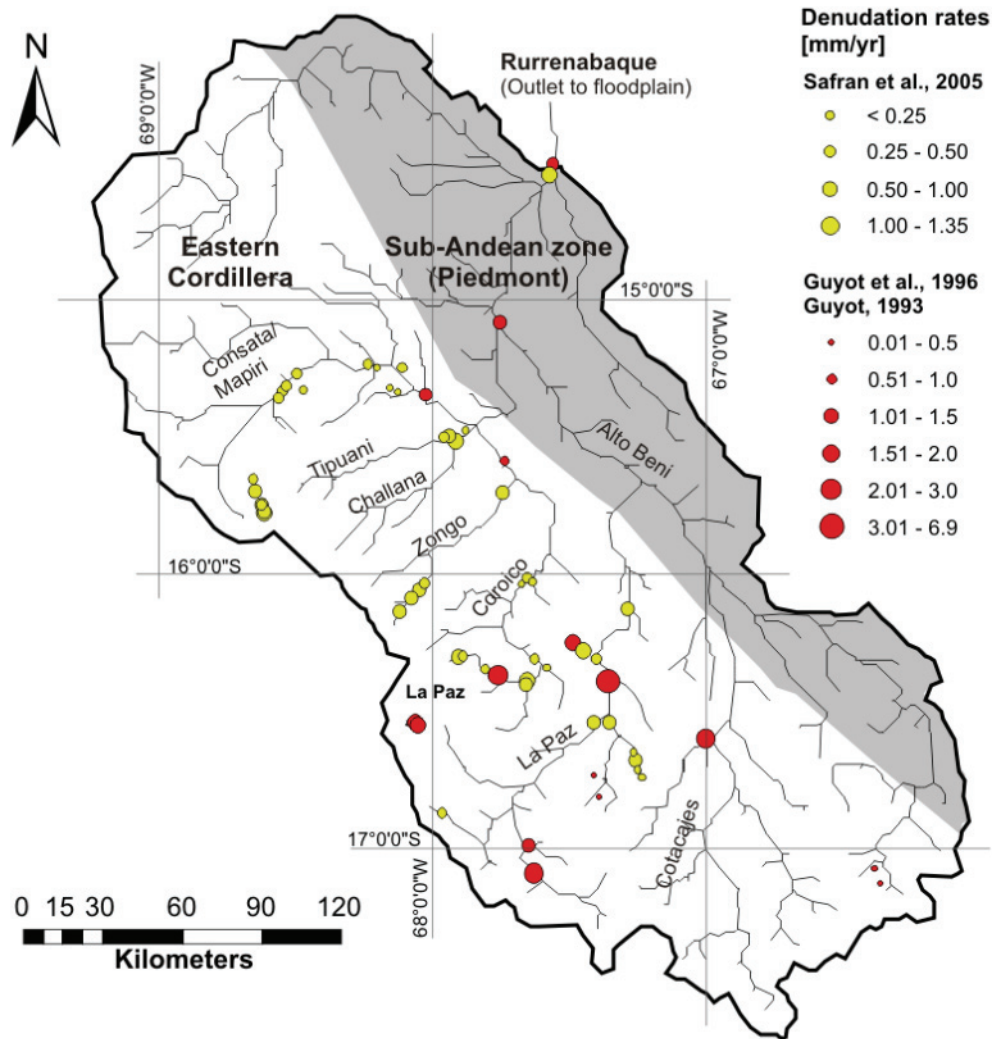 N
69°0'0"W
Rurrenabaque
(Outlet to floodplain)
Denudation rates
[mm/yr]
Safran et al., 2005
< 0.25
0.25 - 0.50
0.50 - 1.00
1.00 - 1.35
Guyot et al., 1996
Guyot, 1993
0.01 - 0.5
0.51 - 1.0
1.01 - 1.5
1.51 - 2.0
2.01 - 3.0
3.01 - 6.9
Eastern
Cordillera
Sub-Andean zone
(Piedmont)
15°0'0"S
67°0'0"W
Consata/
Mapiri
Tipuani
Challana
Zongo
Coroico
Alto Beni
16°0'0"S
La Paz
La Paz
Cotacajes
17°0'0"S
68°0'0"W
0 15 30 60 90 120
Kilometers